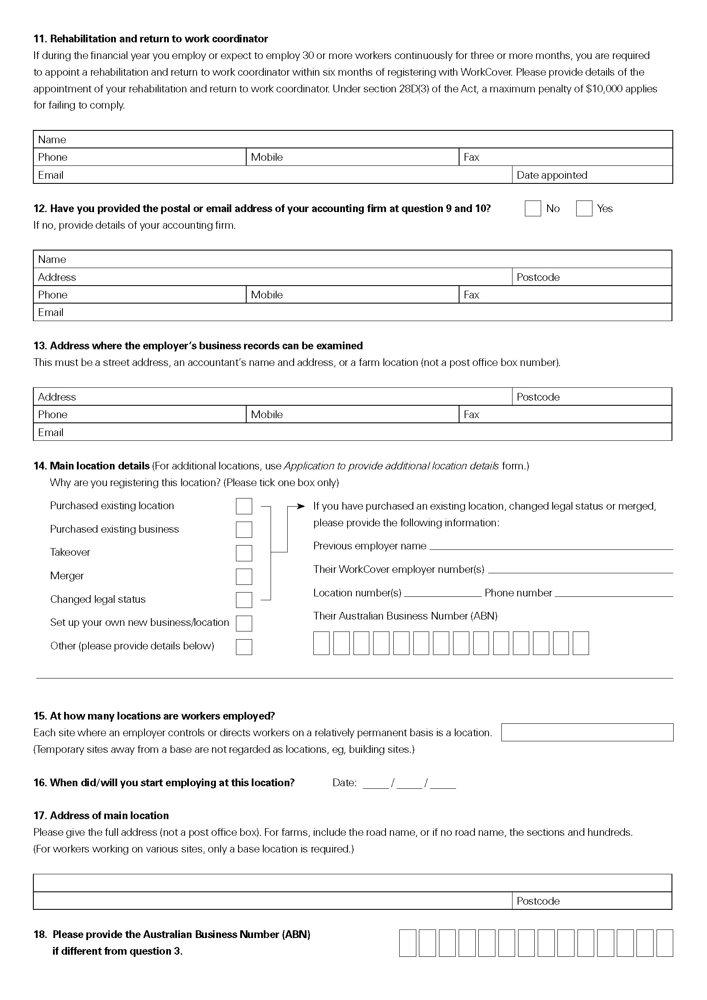 11. Rehabilitation and return to work coordinator
If during the financial year you employ or expect to employ 30 or more workers continuously for three or more months, you are required
to appoint a rehabilitation and return to work coordinator within six months of registering with WorkCover. Please provide details of the
appointment of your rehabilitation and return to work coordinator. Under section 28D(3) of the Act, a maximum penalty of $10,000 applies
for failing to comply.
Name
Phone Mobile Fax
Email Date appointed
12. Have you provided the postal or email address of your accounting firm at question 9 and 10? No Yes
If no, provide details of your accounting firm.
Name
Address Postcode
Phone Mobile Fax
Email
13. Address where the employer’s business records can be examined
This must be a street address, an accountant’s name and address, or a farm location (not a post office box number).
Address Postcode
Phone Mobile Fax
Email
14. Main location details (For additional locations, use Application to provide additional location details form.)
Why are you registering this location? (Please tick one box only)
Purchased existing location
Purchased existing business
Takeover
Merger
Changed legal status
Set up your own new business/location
Other (please provide details below)
If you have purchased an existing location, changed legal status or merged,
please provide the following information:
Previous employer name
Their WorkCover employer number(s)
Location number(s) Phone number
Their Australian Business Number (ABN)
15. At how many locations are workers employed?
Each site where an employer controls or directs workers on a relatively permanent basis is a location.
(Temporary sites away from a base are not regarded as locations, eg, building sites.)
16. When did/will you start employing at this location? Date: ____ / ____ / ____
17. Address of main location
Please give the full address (not a post office box). For farms, include the road name, or if no road name, the sections and hundreds.
(For workers working on various sites, only a base location is required.)
Postcode
18. Please provide the Australian Business Number (ABN)
if different from question 3.